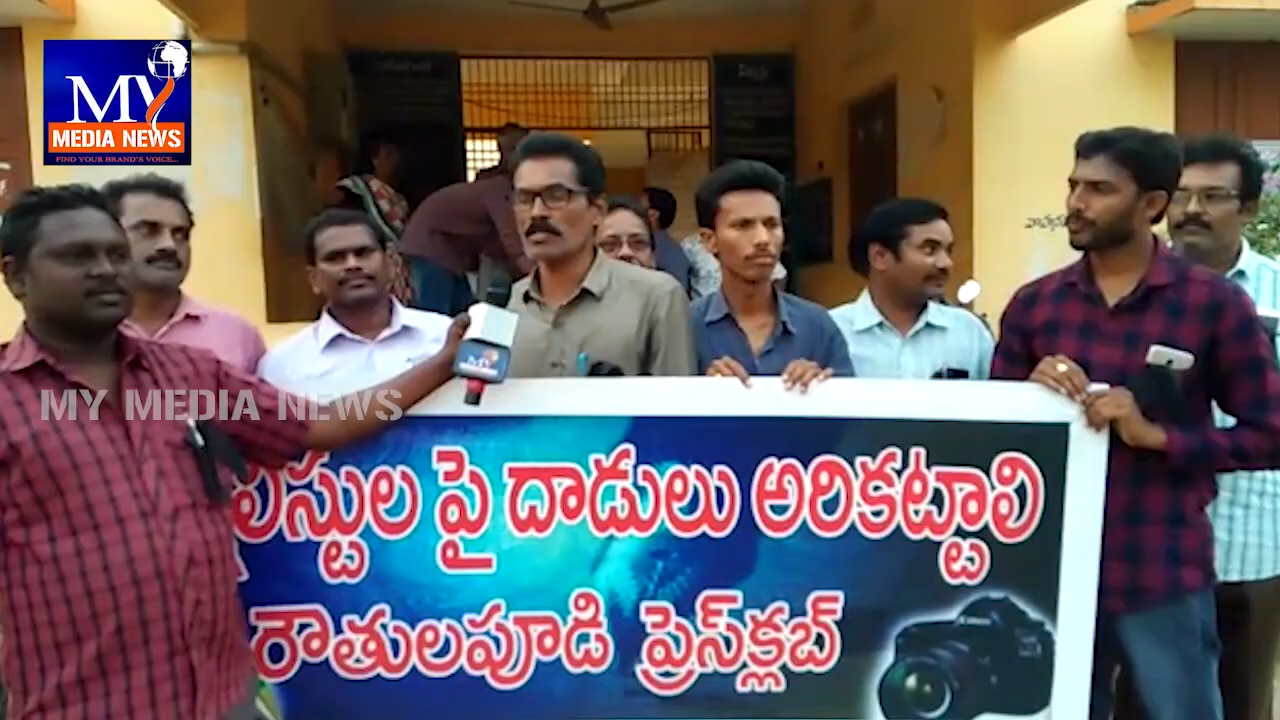 MY
MEDIA NEWS
FIND YOUR BRAND'S VOICE...
MY MEDIA NEWS
లిస్టుల పై దాడులు అరికట్టాలి
రౌతులపూడి ప్రెస్‌క్లబ్